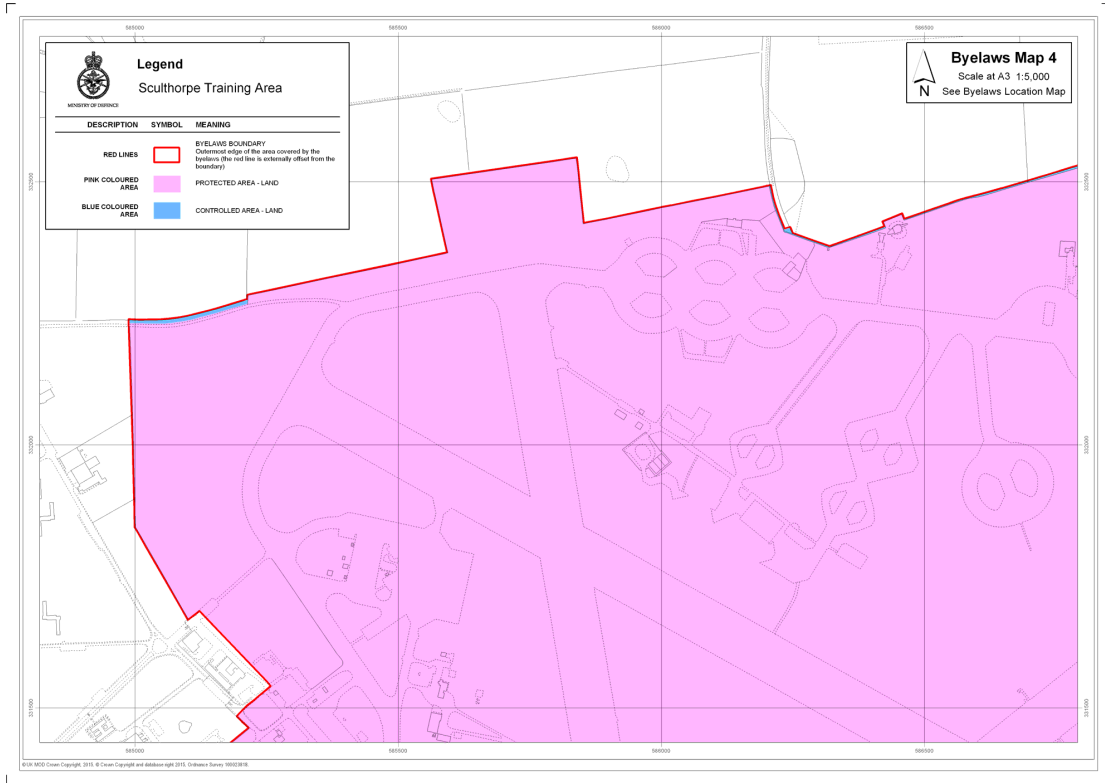 585000 585500 586000 586500
Legend
Sculthorpe Training Area
MINISTRY OF DEFENCE
DESCRIPTION SYMBOL MEANING
RED LINES
BYELAWS BOUNDARY
Outermost edge of the area covered by the
byelaws (the red line is externally offset from the
boundary)
PINK COLOURED
AREA
PROTECTED AREA - LAND
BLUE COLOURED
AREA
CONTROLLED AREA - LAND
Byelaws Map 4
Scale at A3 1:5,000
See Byelaws Location Map
N
332500 332500
332000 332000
331500 331500
585000 585500 586000 586500
© UK MOD Crown Copyright, 2015. © Crown Copyright and database right 2015. Ordnance Survey 100023818.